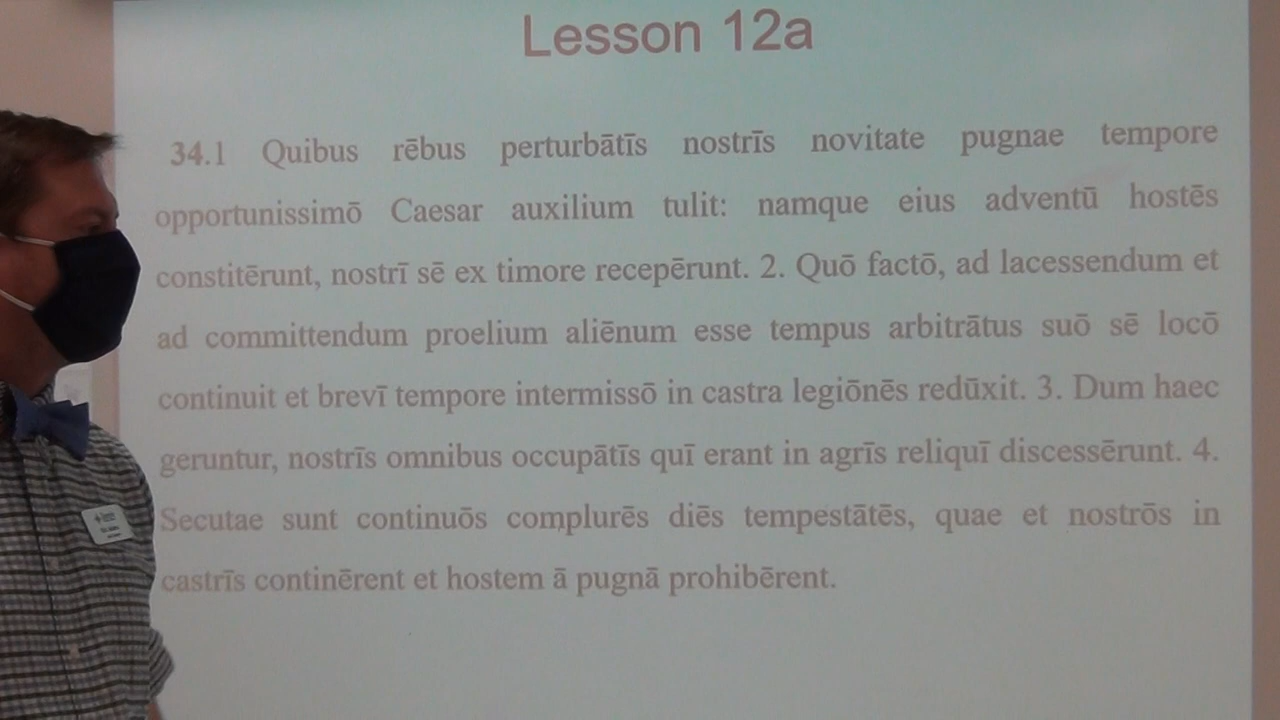 Lesson 12a
34.1 Quibus rēbus perturbātīs nostrīs novitate pugnae tempore
opportunissimō Caesar auxilium tulit: namque eius adventū hostēs
constitērunt, nostrī sē ex timore recepērunt. 2. Quō factō, ad lacessendum et
ad committendum proelium aliēnum esse tempus arbitrātus suō sē locō
continuit et brevī tempore intermissō in castra legiōnēs redūxit. 3. Dum haec
geruntur, nostrīs omnibus occupātīs quī erant in agrīs reliquī discessērunt. 4.
Secutae sunt continuōs complurēs diēs tempestātēs, quae et nostrōs in
castrīs continērent et hostem ā pugnā prohibērent.